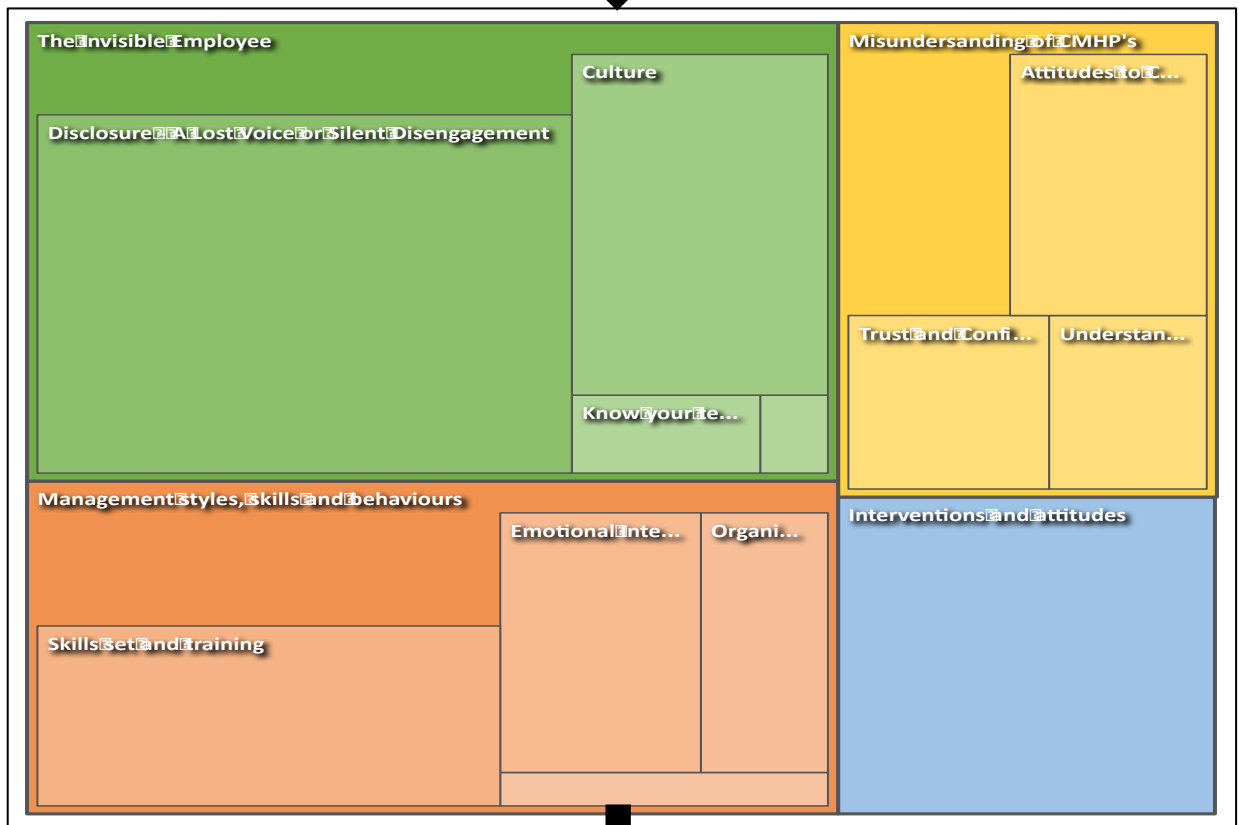 The Invisible Employee
Culture
Disclosure - A Lost Voice or Silent Disengagement
Know your te...
Misundersanding of CMHP's
Attitudes to C...
Trust and Confi...
Understan...
Management styles, skills and behaviours
Emotional Inte...
Organi...
Skills set and training
Interventions and attitudes